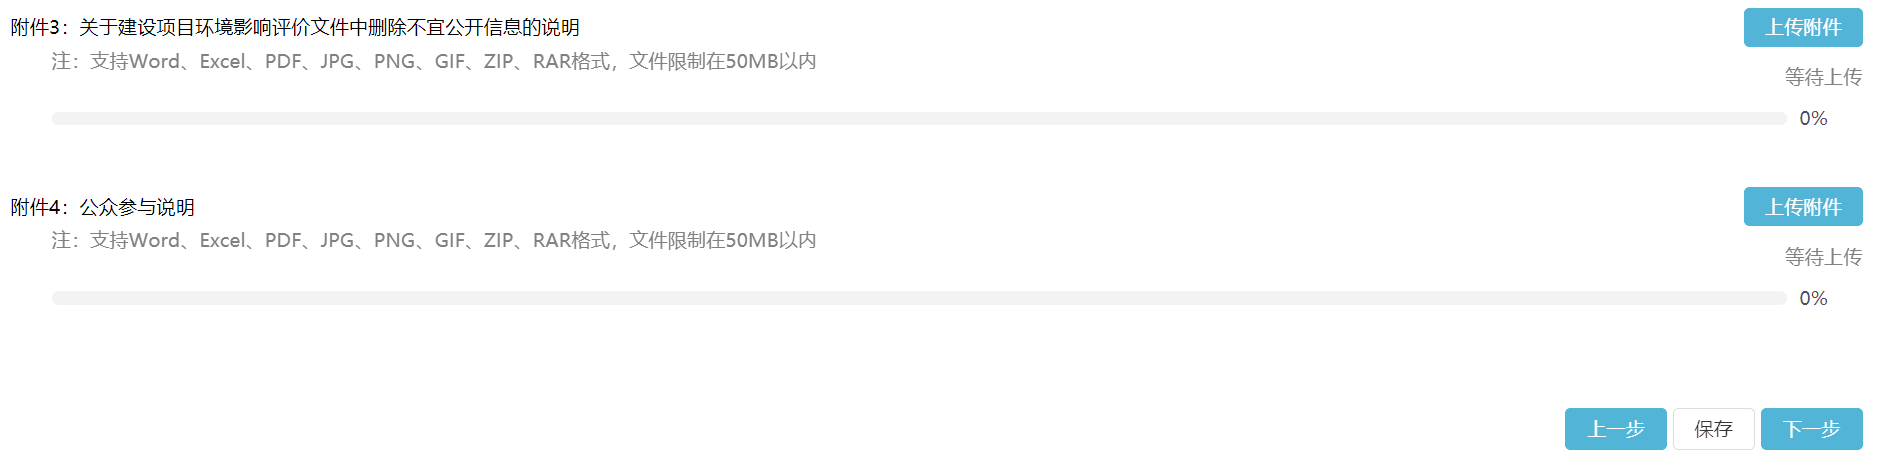 附件3：关于建设项目环境影响评价文件中删除不宜公开信息的说明
上传附件
注：支持Word、Excel、PDF、JPG、PNG、GIF、ZIP、RAR格式，文件限制在50MB以内
等待上传
0%
附件4：公众参与说明
上传附件
注：支持Word、Excel、PDF、JPG、PNG、GIF、ZIP、RAR格式，文件限制在50MB以内
等待上传
0%
上一步 保存 下一步